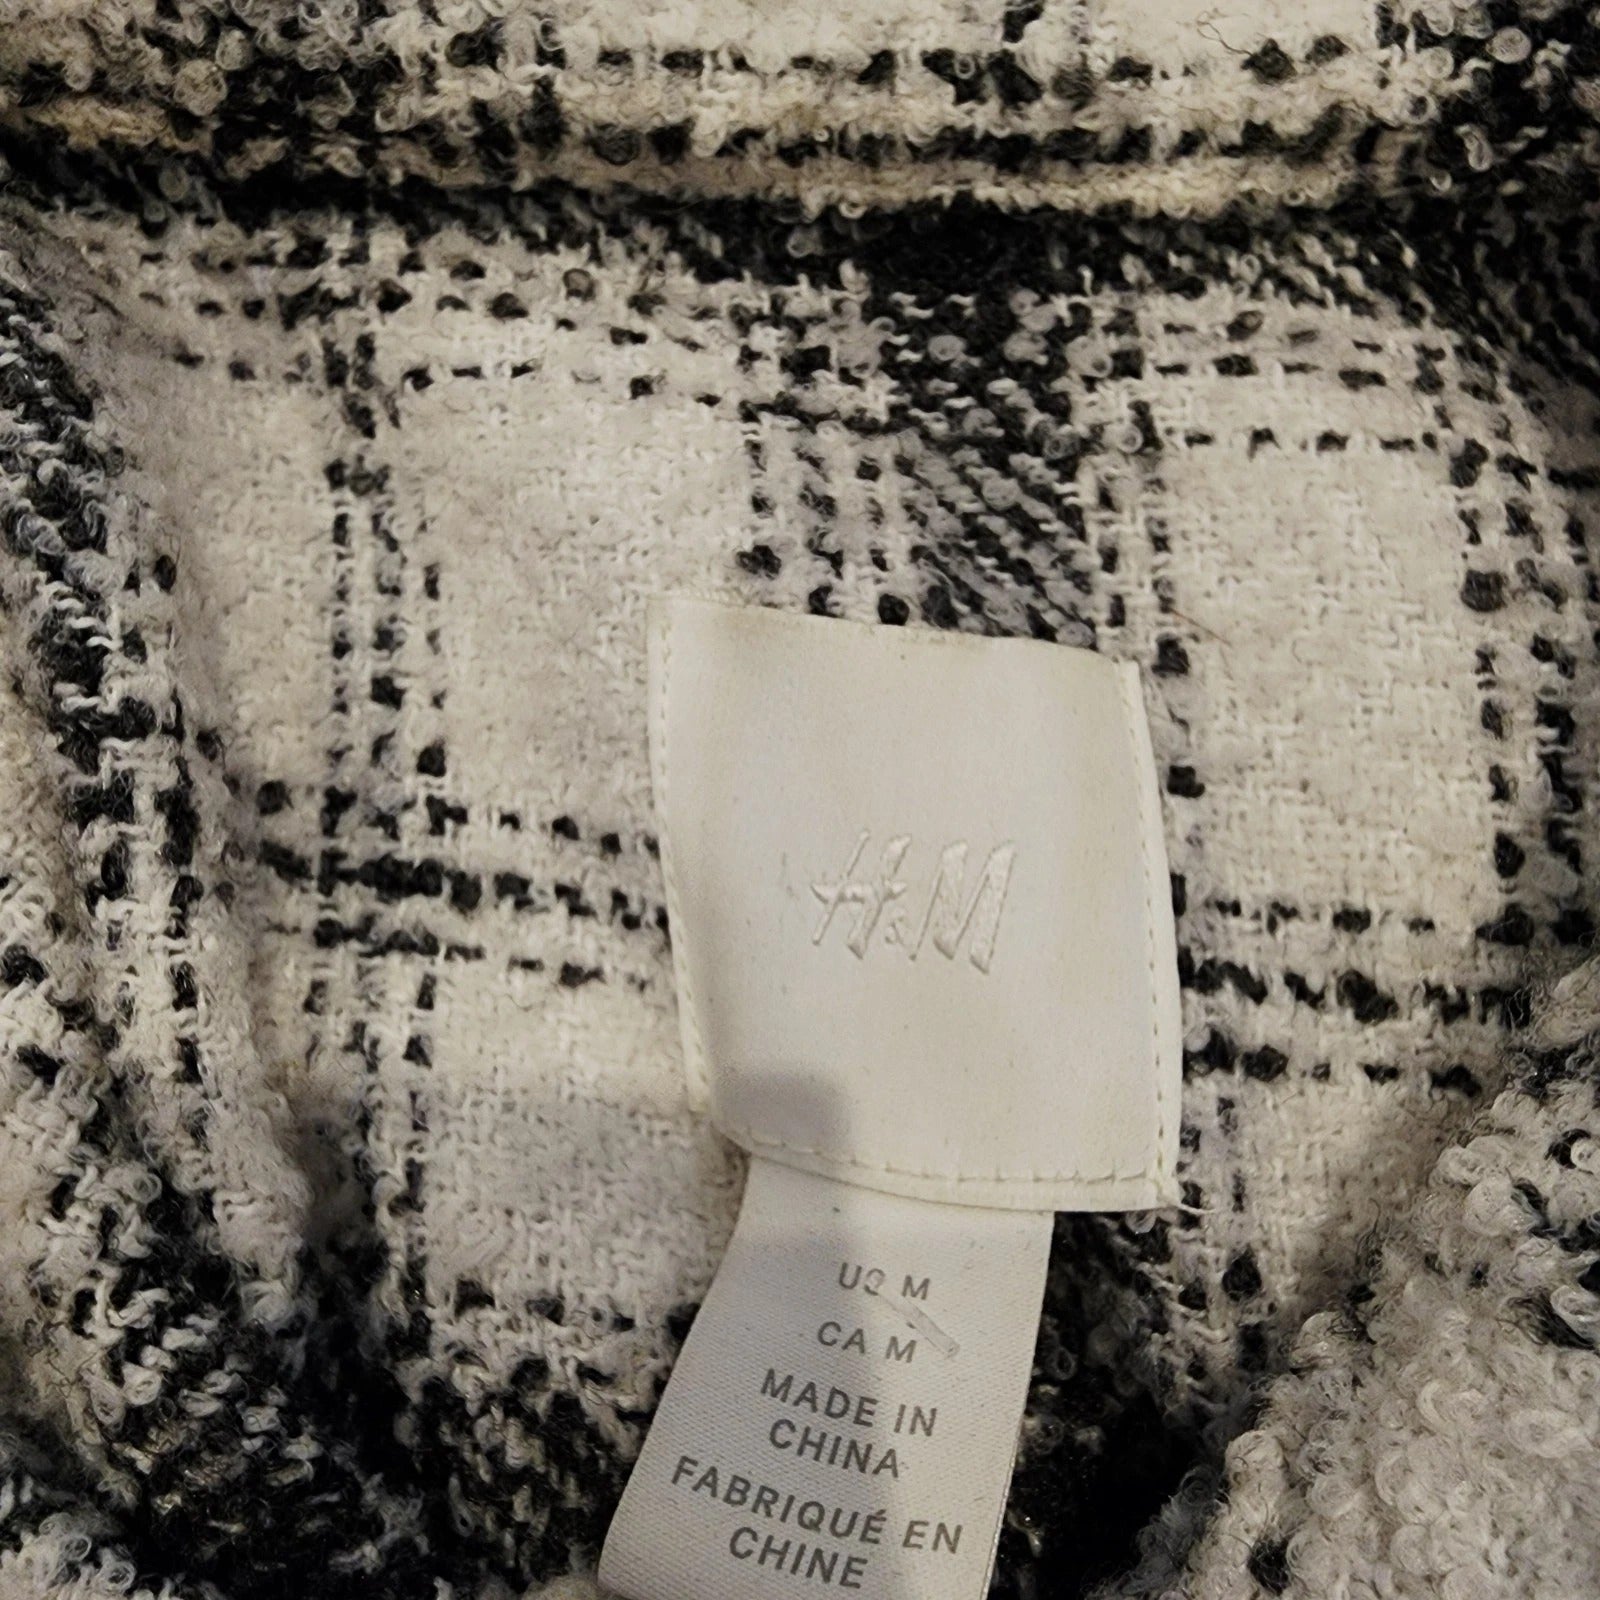 H&M
US M
CA M
MADE IN
CHINA
FABRIQUÉ EN
CHINE